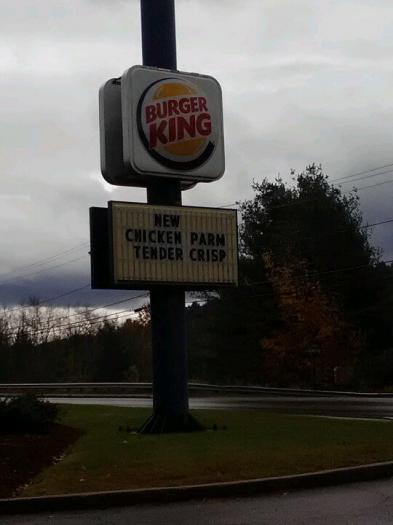 BURGER
KING
NEW
CHICKEN PARM
TENDER CRISP